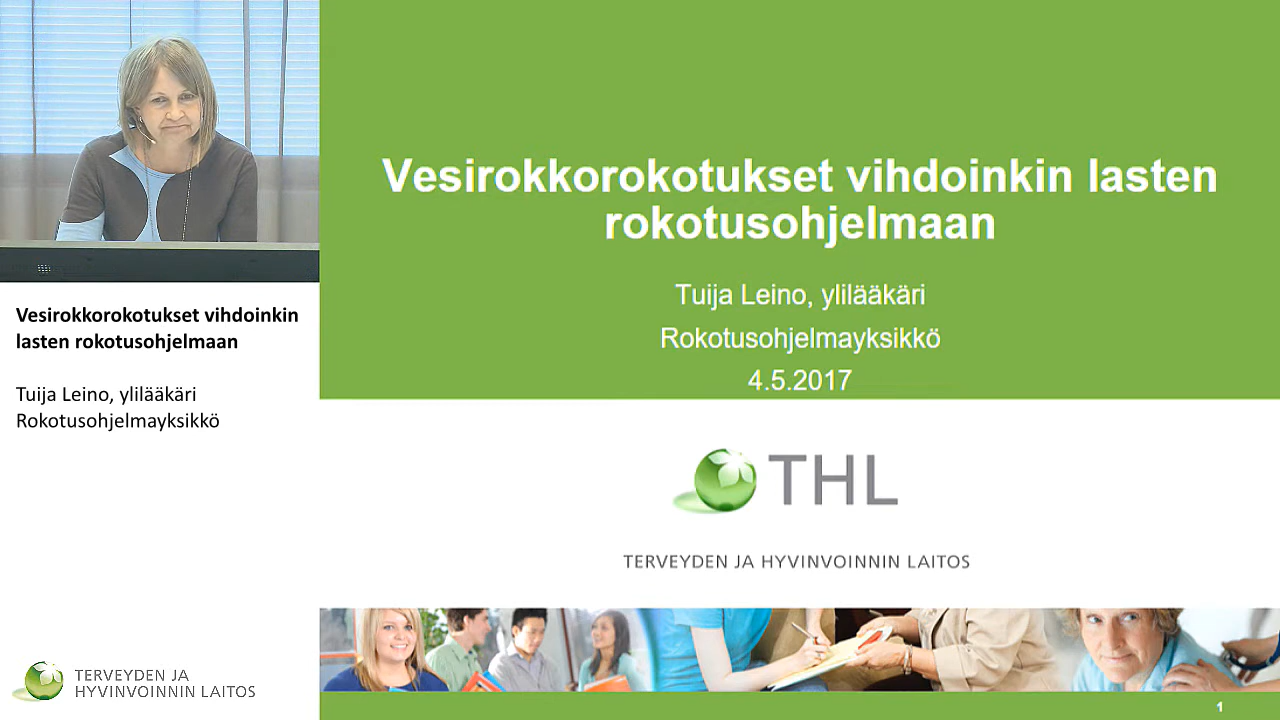 Vesirokkorokotukset vihdoinkin
lasten rokotusohjelmaan
Tuija Leino, ylilääkäri
Rokotusohjelmayksikkö
TERVEYDEN JA
HYVINVOINNIN LAITOS
Vesirokkorokotukset vihdoinkin lasten
rokotusohjelmaan
Tuija Leino, ylilääkäri
Rokotusohjelmayksikkö
4.5.2017
THL
TERVEYDEN JA HYVINVOINNIN LAITOS
1